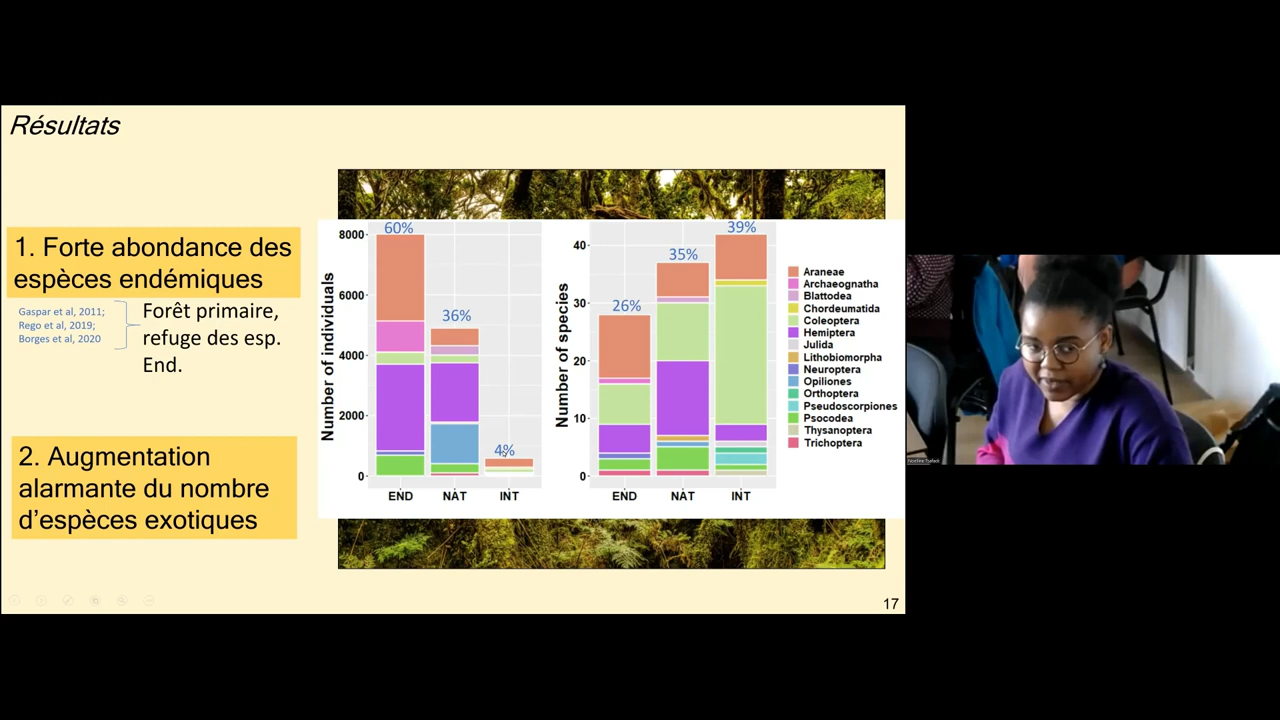 Résultats
1. Forte abondance des
espèces endémiques
Gaspar et al, 2011;
Rego et al, 2019;
Borges et al, 2020
Forêt primaire,
refuge des esp.
End.
2. Augmentation
alarmante du nombre
d’espèces exotiques
Number of individuals
8000
6000
4000
2000
0
60%
36%
4%
END
NAT
INT
Number of species
40
30
20
10
0
26%
35%
39%
END
NAT
INT
Araneae
Archaeognatha
Blattodea
Chordeumatida
Coleoptera
Hemiptera
Julida
Lithobiomorpha
Neuroptera
Opiliones
Orthoptera
Pseudoscorpiones
Psocodea
Thysanoptera
Trichoptera
17